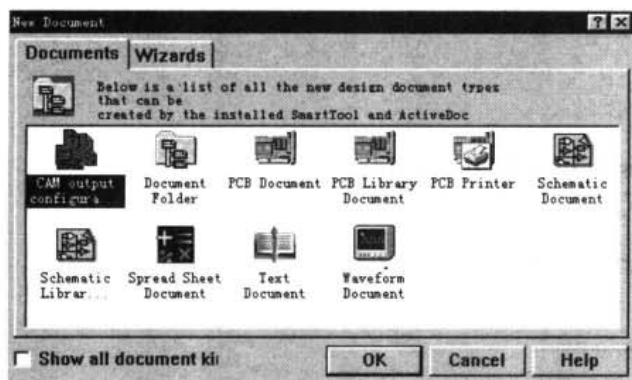 New Document
Documents
Wizards
Below is a list of all the new design document types
that can be
created by the installed SmartTool and ActiveDoc
CAM output
configura...
Document
Folder
PCB Document
PCB Library
Document
PCB Printer
Schematic
Document
Schematic
Librar...
Spread Sheet
Document
Text
Document
Waveform
Document
Show all document ki
OK
Cancel
Help